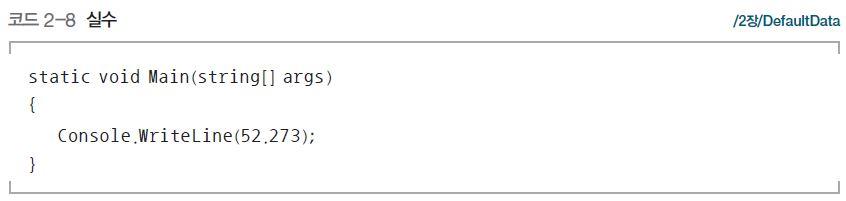 코드 2-8 실수 /2장/DefaultData
static void Main(string[] args)
{
Console.WriteLine(52.273);
}